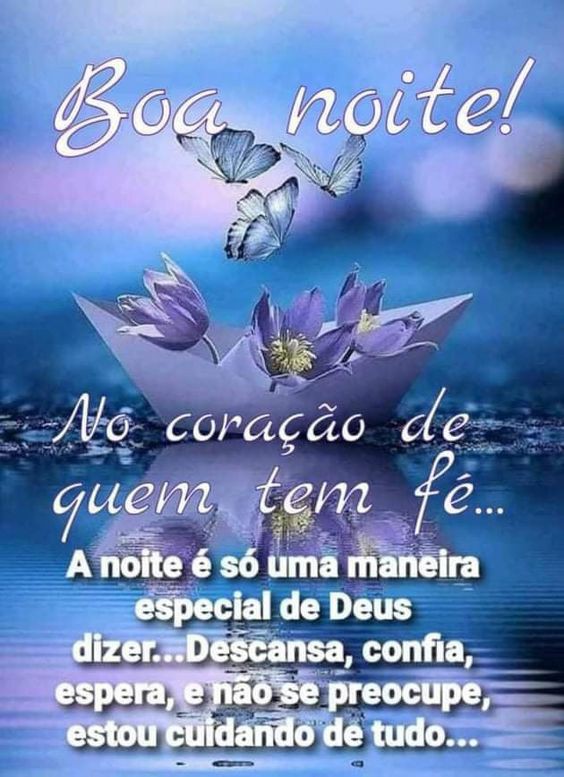 Boa noite!
No coração de
quem tem fé...
A noite é só uma maneira
especial de Deus
dizer...Descansa, confia,
espera, e não se preocupe,
estou cuidando de tudo...